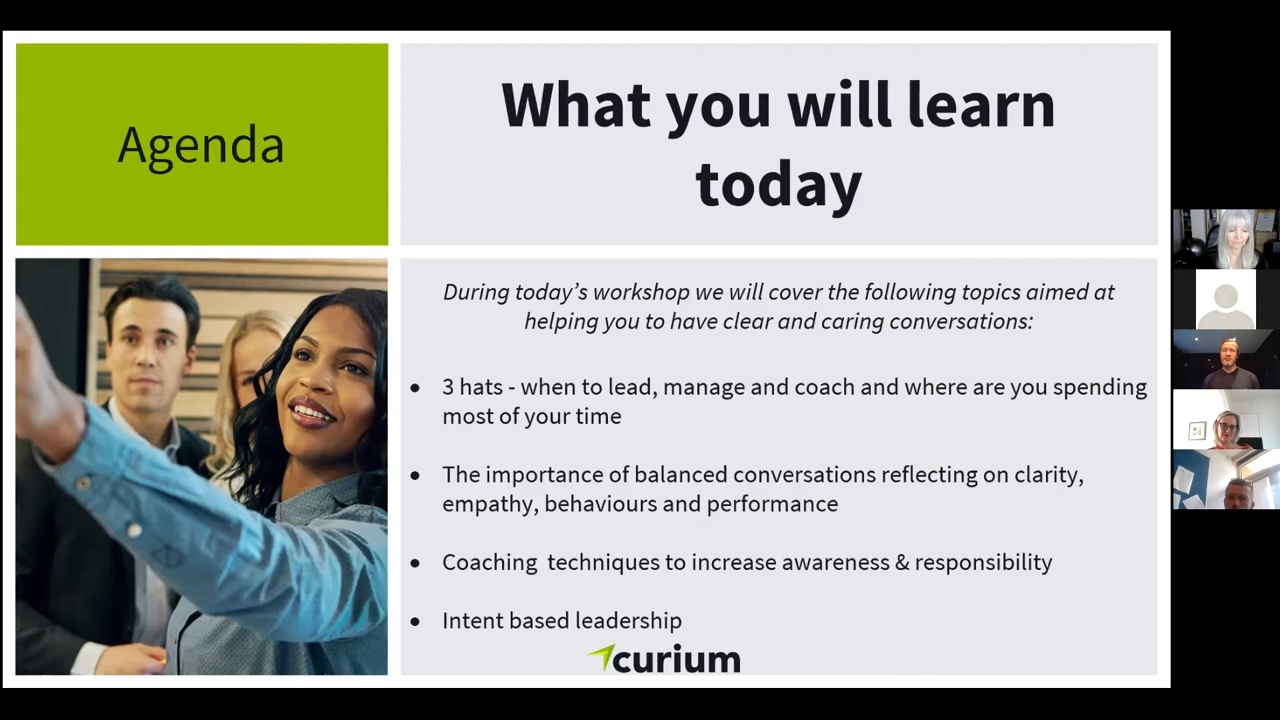 Agenda
What you will learn
today
During today's workshop we will cover the following topics aimed at
helping you to have clear and caring conversations:
• 3 hats - when to lead, manage and coach and where are you spending
most of your time
• The importance of balanced conversations reflecting on clarity,
empathy, behaviours and performance
• Coaching  techniques to increase awareness & responsibility
• Intent based leadership
curium